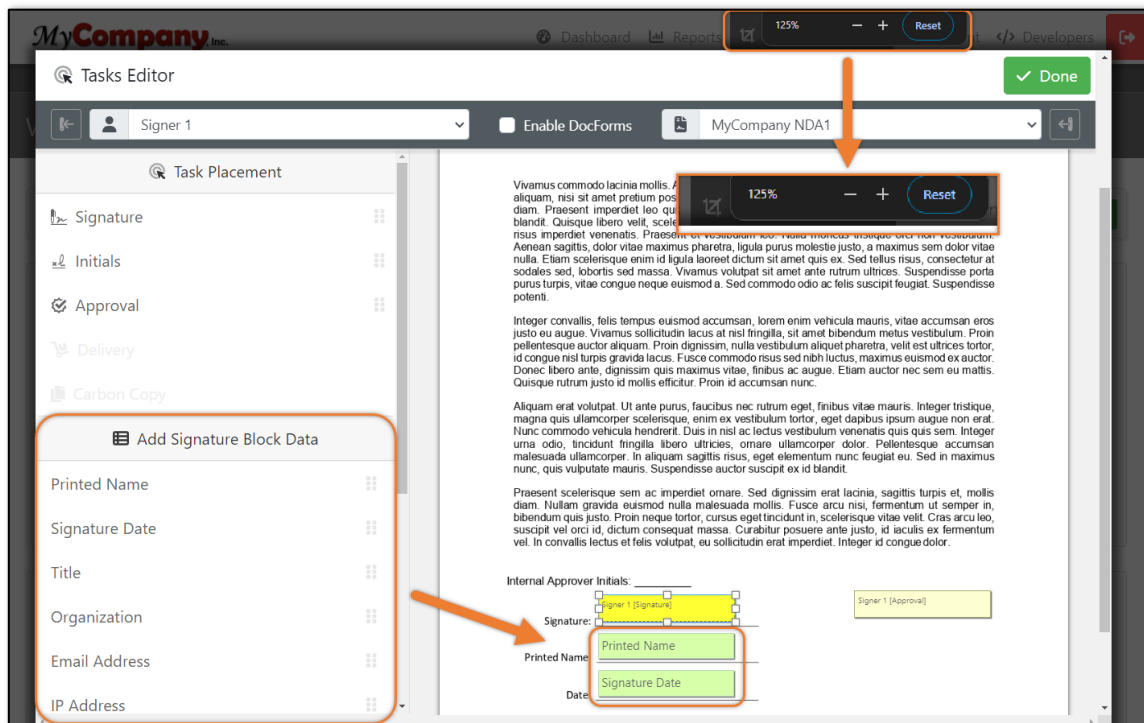 MyCompany, Inc.
Dashboard
Reports
125%
Reset
Developers
Tasks Editor
Done
Signer 1
Enable DocForms
MyCompany NDA1
Task Placement
Signature
Initials
Approval
Delivery
Carbon Copy
Add Signature Block Data
Printed Name
Signature Date
Title
Organization
Email Address
IP Address
125%
Reset
Vivamus commodo lacinia mollis.
aliquam, nisi sit amet pretium
diam. Praesent imperdiet leo
blandit. Quisque libero velit,
risus imperdiet venenatis.
Aenean sagittis, dolor vitae maximus pharetra, ligula purus molestie justo, a maximus sem dolor vitae
nulla. Etiam scelerisque enim id ligula laoreet dictum sit amet quis ex. Sed tellus risus, consectetur at
sodales sed, lobortis sed massa. Vivamus volutpat sit amet ante rutrum ultrices. Suspendisse porta
purus turpis, vitae congue neque euismod a. Sed commodo odio ac felis suscipit feugiat. Suspendisse
potenti.
Integer convallis, felis tempus euismod accumsan, lorem enim vehicula mauris, vitae accumsan eros
justo eu augue. Vivamus sollicitudin lacus at nisl fringilla, sit amet bibendum metus vestibulum. Proin
pellentesque auctor aliquam. Proin dignissim, nulla vestibulum aliquet pharetra, velit est ultrices tortor,
id congue nisl turpis gravida lacus. Fusce commodo risus sed nibh luctus, maximus euismod ex auctor.
Donec libero ante, dignissim quis maximus vitae, finibus ac augue. Etiam auctor nec sem eu mattis.
Quisque rutrum justo id mollis efficitur. Proin id accumsan nunc.
Aliquam erat volutpat. Ut ante purus, faucibus nec rutrum eget, finibus vitae mauris. Integer tristique,
magna quis ullamcorper scelerisque, enim ex vestibulum tortor, eget dapibus ipsum augue non erat.
Nunc commodo vehicula hendrerit. Duis in nisl ac lectus vestibulum venenatis quis quis sem. Integer
urna odio, tincidunt fringilla libero ultricies, ornare ullamcorper dolor. Pellentesque accumsan
malesuada ullamcorper. In aliquam sagittis risus, eget elementum nunc feugiat eu. Sed in maximus
nunc, quis vulputate mauris. Suspendisse auctor suscipit ex id blandit.
Praesent scelerisque sem ac imperdiet ornare. Sed dignissim erat lacinia, sagittis turpis et, mollis
diam. Nullam gravida euismod nulla malesuada mollis. Fusce arcu nisi, fermentum ut semper in,
bibendum quis justo. Proin neque tortor, cursus eget tincidunt in, scelerisque vitae velit. Cras arcu leo,
suscipit vel orci id, dictum consequat massa. Curabitur posuere ante justo, id iaculis ex fermentum
vel. In convallis lectus et felis volutpat, eu sollicitudin erat imperdiet. Integer id congue dolor.
Internal Approver Initials:
Signer 1 [Signature]
Signer 1 [Approval]
Signature:
Printed Name
Printed Name
Signature Date
Date